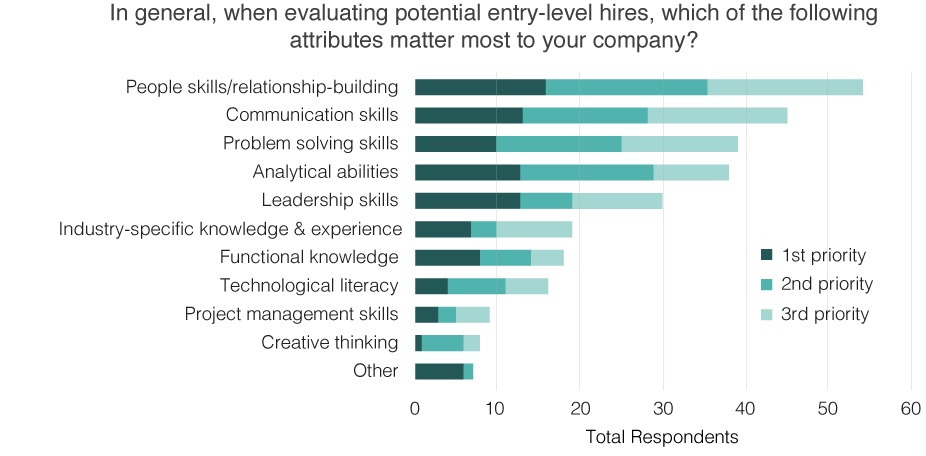 In general, when evaluating potential entry-level hires, which of the following
attributes matter most to your company?
People skills/relationship-building
Communication skills
Problem solving skills
Analytical abilities
Leadership skills
Industry-specific knowledge & experience
Functional knowledge
Technological literacy
Project management skills
Creative thinking
Other
1st priority
2nd priority
3rd priority
0 10 20 30 40 50 60
Total Respondents